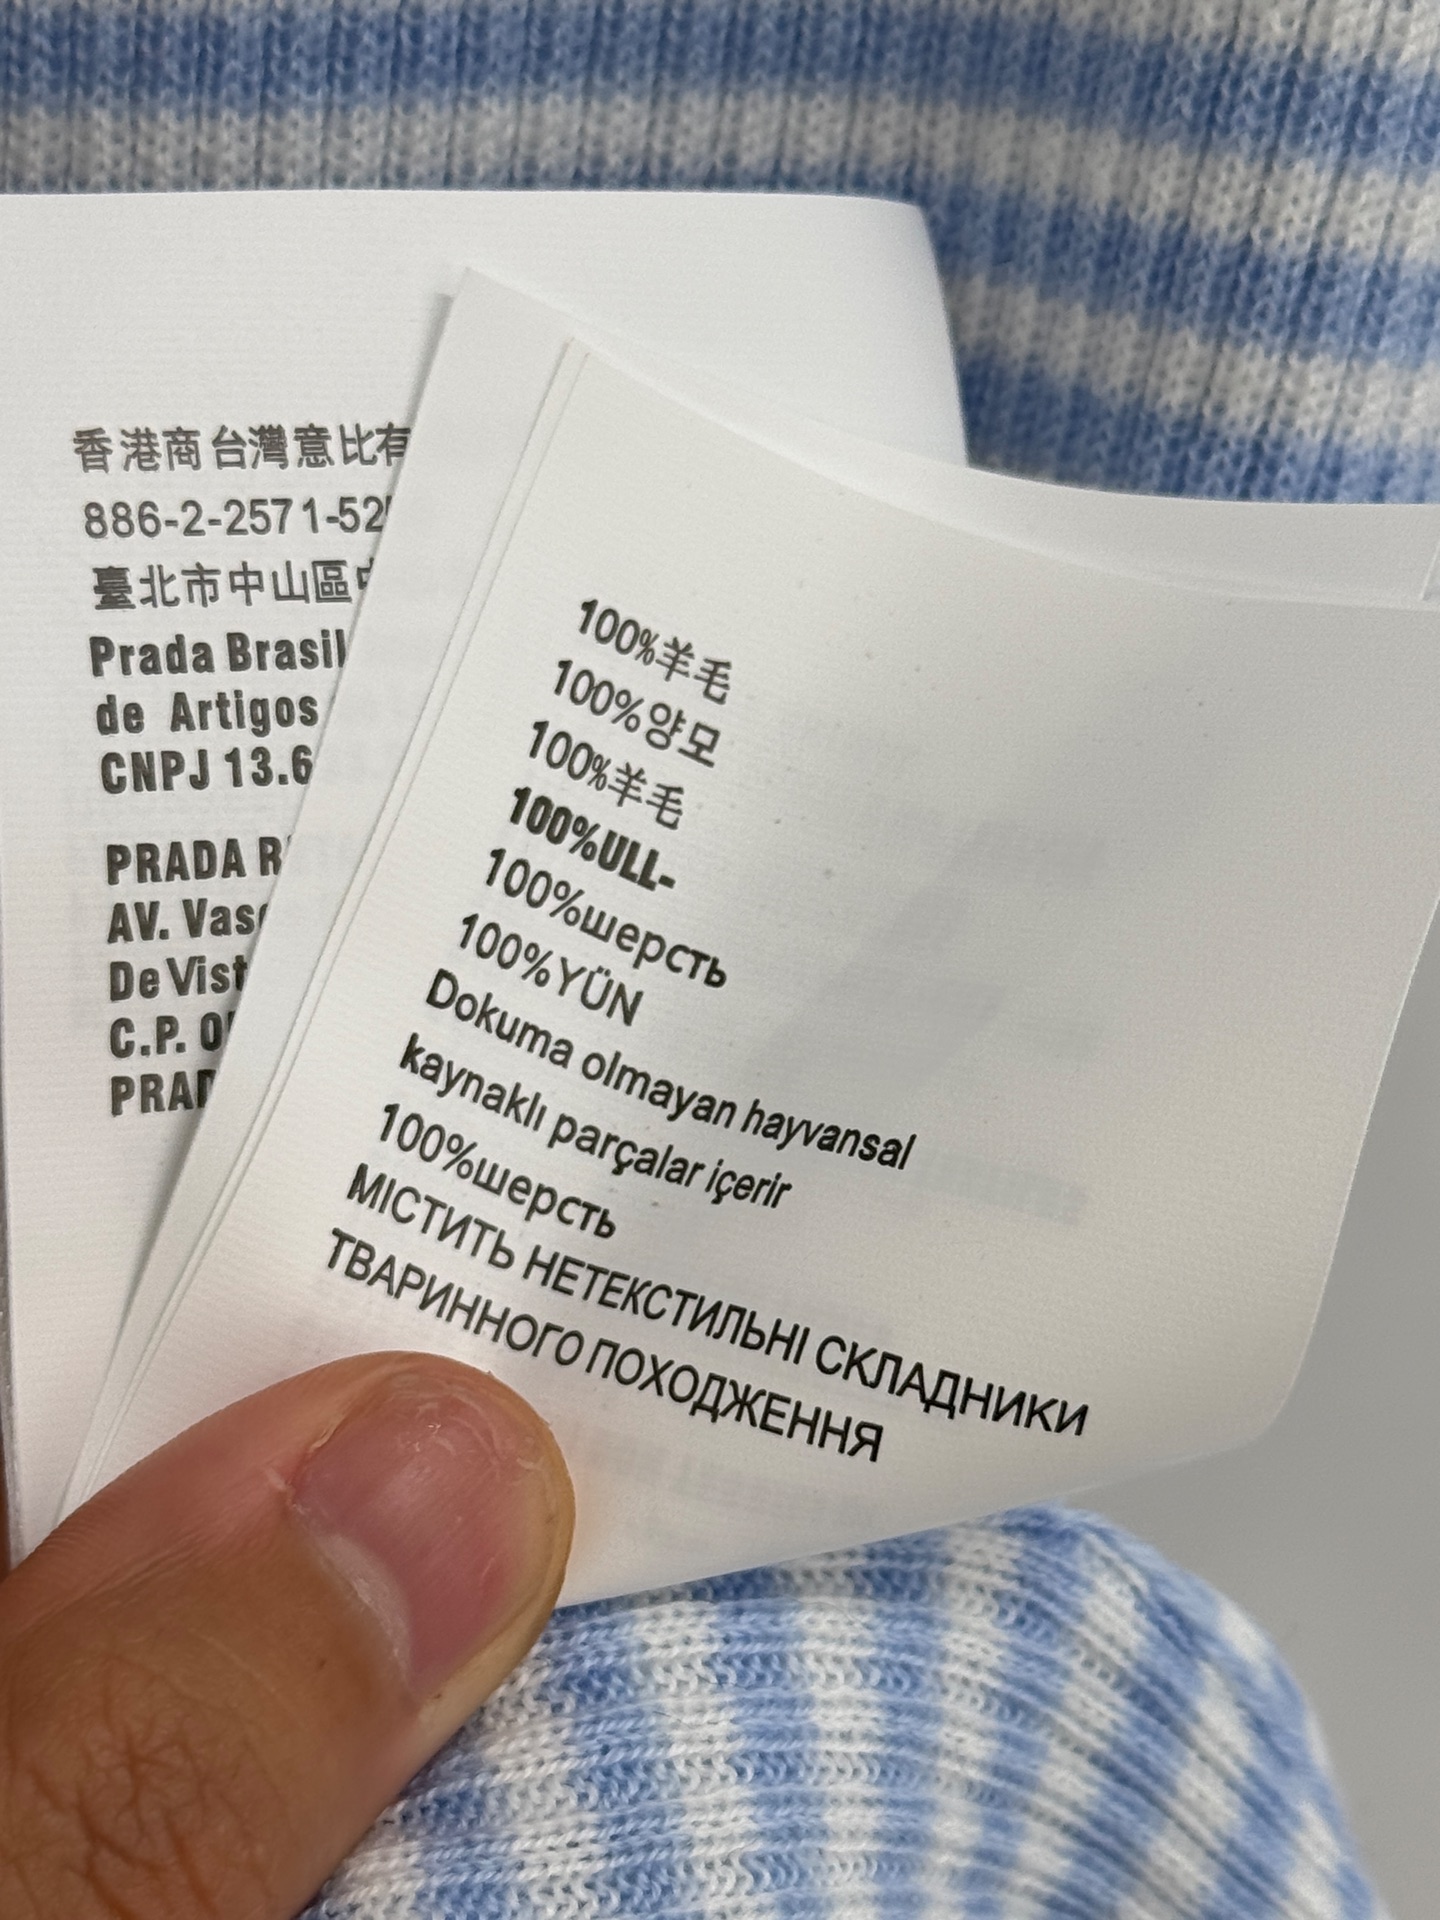 香港商台灣意比有
886-2-2571-52
臺北市中山區
Prada Brasil
de Artigos
CNPJ 13.6
PRADA R
AV. Vas
De Vist
C.P. 0
PRAD
100%羊毛
100%양모
100%羊毛
100%ULL-
100%шерсть
100%YÜN
Dokuma olmayan hayvansal
kaynaklı parçalar içerir
100%шерсть
МІСТИТЬ НЕТЕКСТИЛЬНІ СКЛАДНИКИ
ТВАРИННОГО ПОХОДЖЕННЯ